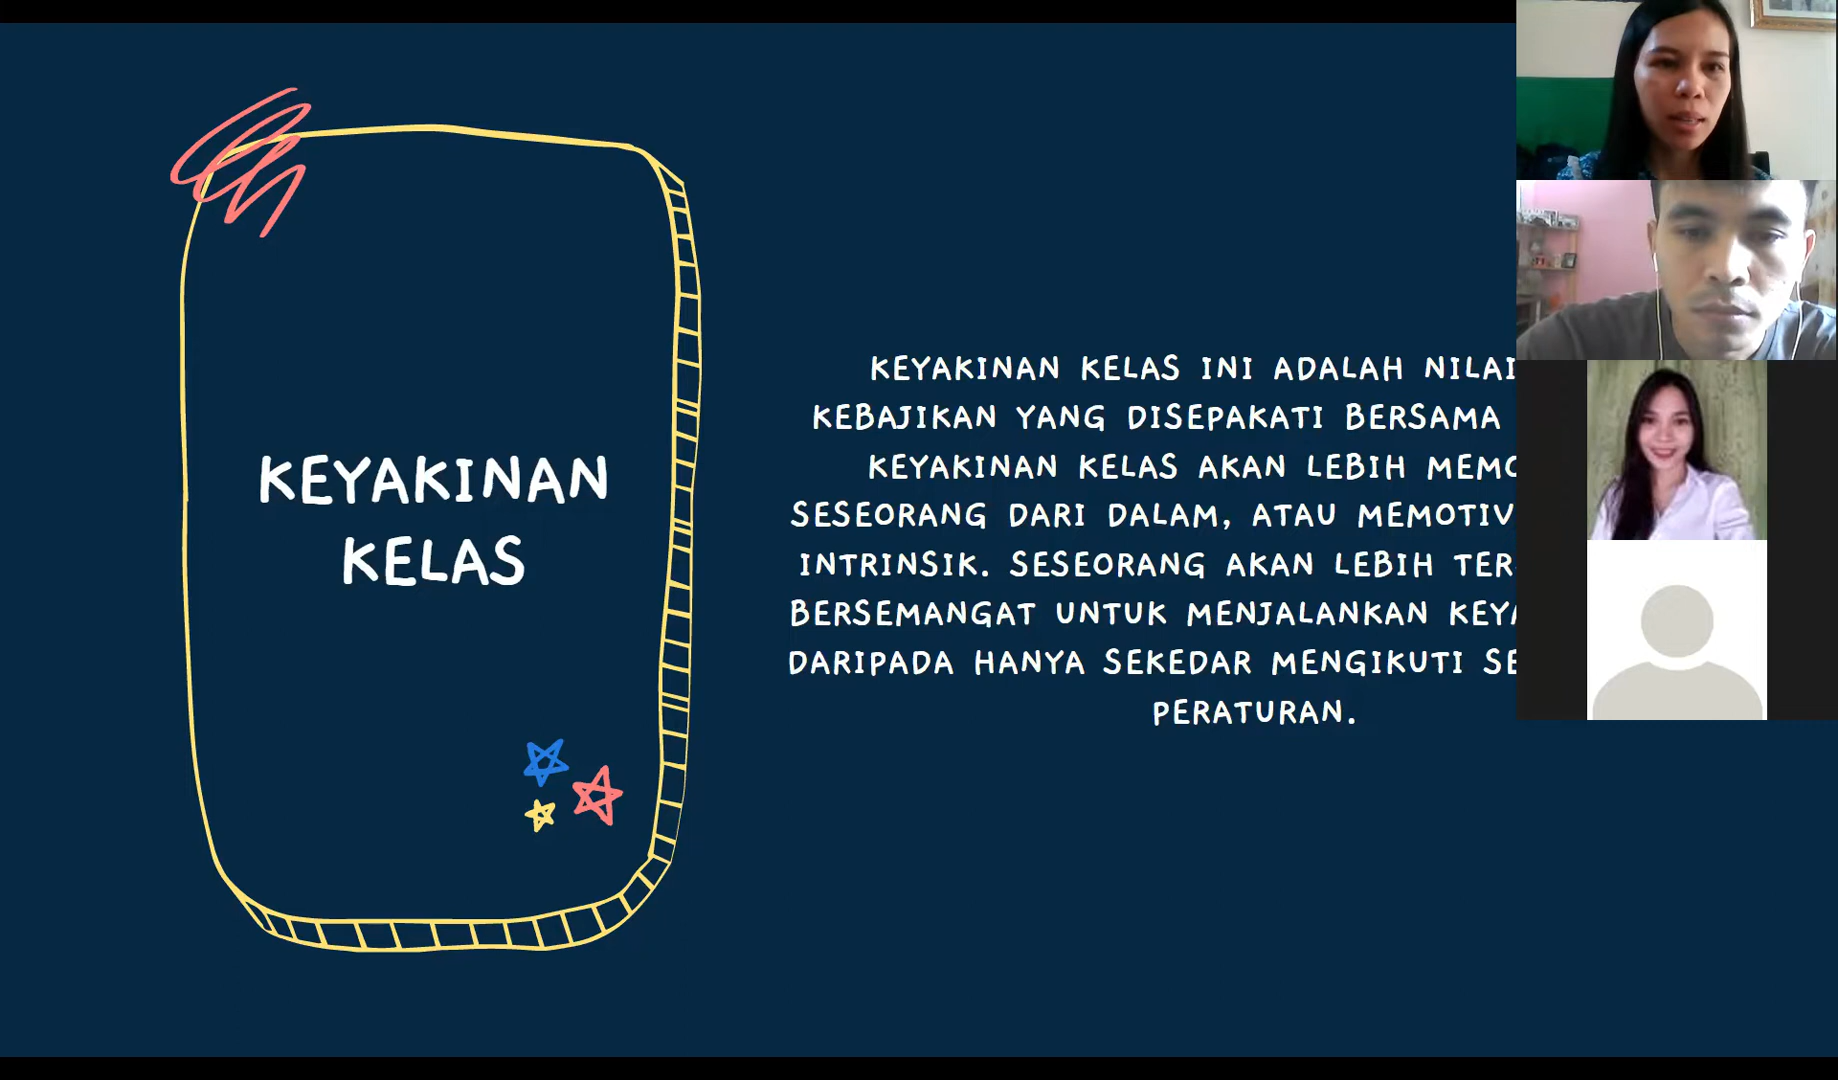 KEYAKINAN
KELAS
KEYAKINAN KELAS INI ADALAH NILAI
KEBAJIKAN YANG DISEPAKATI BERSAMA
KEYAKINAN KELAS AKAN LEBIH
SESEORANG DARI DALAM, ATAU
INTRINSIK. SESEORANG AKAN LEBIH
BERSEMANGAT UNTUK MENJALANKAN
DARIPADA HANYA SEKEDAR MENGIKUTI
PERATURAN.